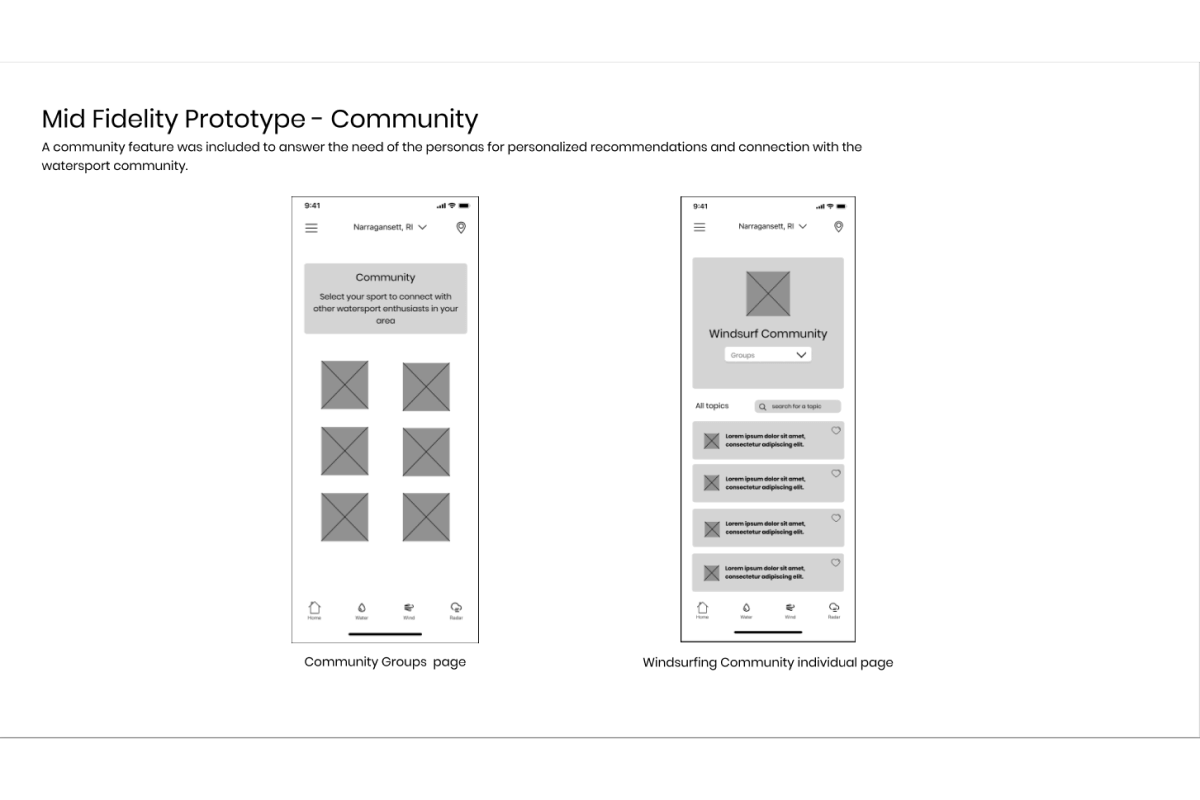 Mid Fidelity Prototype - Community
A community feature was included to answer the need of the personas for personalized recommendations and connection with the
watersport community.
9:41
Narragansett, RI
Community
Select your sport to connect with
other watersport enthusiasts in your
area
Home
Water
Wind
Radar
Community Groups page
9:41
Narragansett, RI
Windsurf Community
Groups
All topics
search for a topic
Lorem ipsum dolor sit amet,
consectetur adipiscing elit.
Lorem ipsum dolor sit amet,
consectetur adipiscing elit.
Lorem ipsum dolor sit amet,
consectetur adipiscing elit.
Lorem ipsum dolor sit amet,
consectetur adipiscing elit.
Home
Water
Wind
Radar
Windsurfing Community individual page